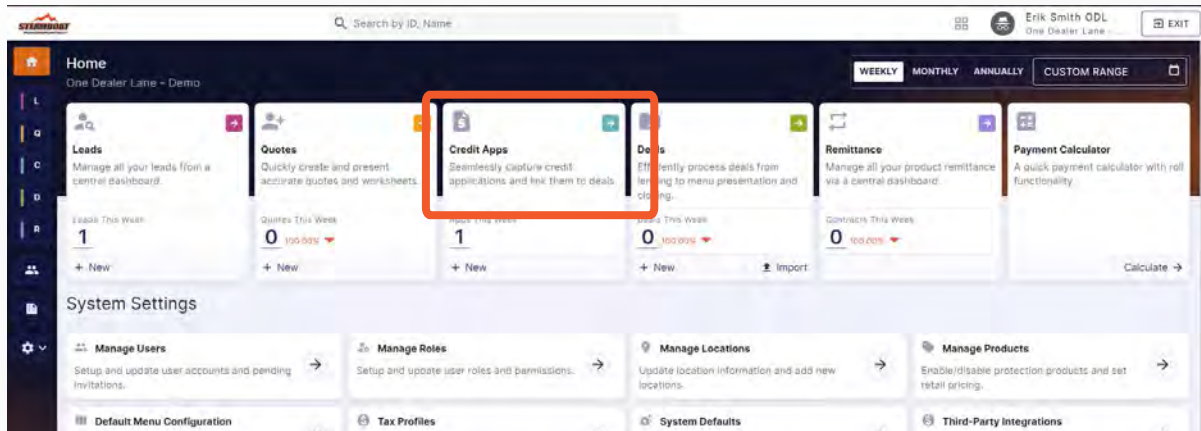 STEAMBOAT
Search by ID, Name
Erik Smith ODL
One Dealer Lane -
EXIT
Home
One Dealer Lane - Demo
WEEKLY MONTHLY ANNUALLY CUSTOM RANGE
L
Q
C
D
R
Leads
Manage all your leads from a
central dashboard.
Leads This Week
1
+ New
Quotes
Quickly create and present
accurate quotes and worksheets.
Quotes This Week
0 100.00%
+ New
Credit Apps
Seamlessly capture credit
applications and link them to deals
Apps This Week
1
+ New
Deals
Efficiently process deals from
lending to menu presentation and
closing.
Deals This Week
0 100.00%
+ New Import
Remittance
Manage all your product remittance
via a central dashboard.
Contracts This Week
0 100.00%
Payment Calculator
A quick payment calculator with roll
functionality
Calculate →
System Settings
Manage Users
Setup and update user accounts and pending
invitations.
Manage Roles
Setup and update user roles and permissions.
Manage Locations
Update location information and add new
locations.
Manage Products
Enable/disable protection products and set
retail pricing.
Default Menu Configuration
Tax Profiles
System Defaults
Third-Party Integrations